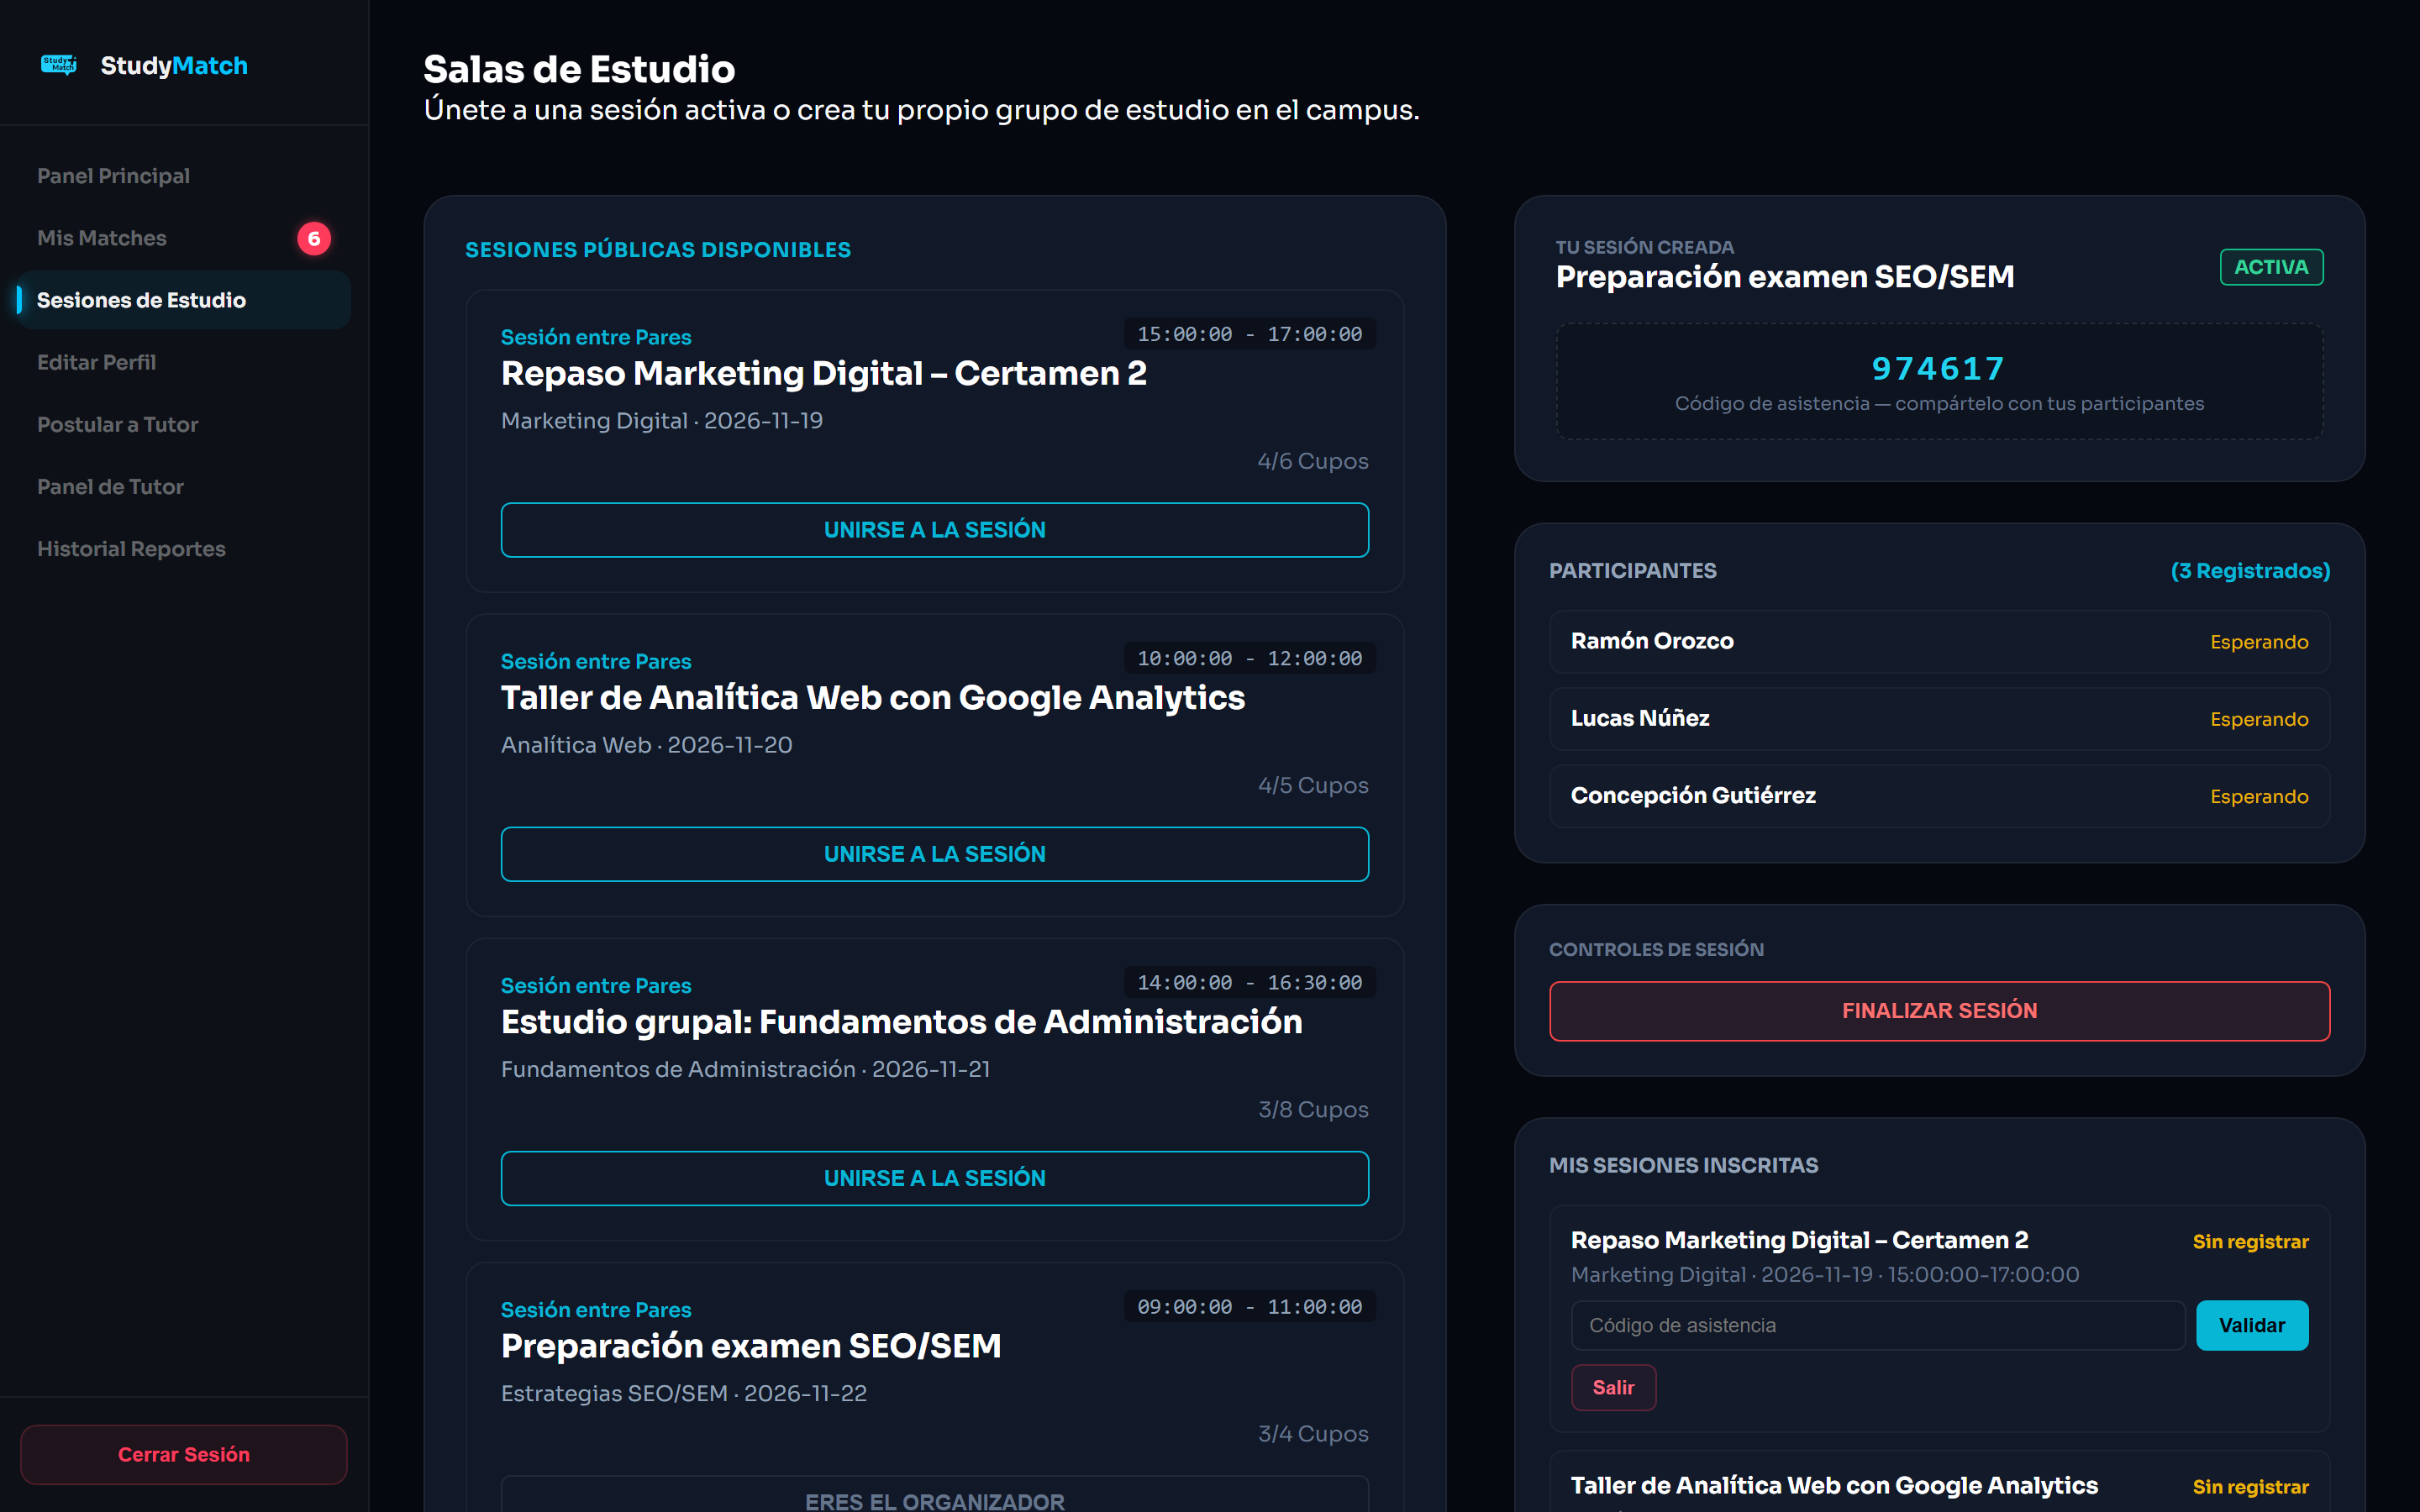 Study+
Match
StudyMatch
Panel Principal
Mis Matches
6
Sesiones de Estudio
Editar Perfil
Postular a Tutor
Panel de Tutor
Historial Reportes
Cerrar Sesión
Salas de Estudio
Únete a una sesión activa o crea tu propio grupo de estudio en el campus.
SESIONES PÚBLICAS DISPONIBLES
Sesión entre Pares
15:00:00 - 17:00:00
Repaso Marketing Digital – Certamen 2
Marketing Digital · 2026-11-19
4/6 Cupos
UNIRSE A LA SESIÓN
Sesión entre Pares
10:00:00 - 12:00:00
Taller de Analítica Web con Google Analytics
Analítica Web · 2026-11-20
4/5 Cupos
UNIRSE A LA SESIÓN
Sesión entre Pares
14:00:00 - 16:30:00
Estudio grupal: Fundamentos de Administración
Fundamentos de Administración · 2026-11-21
3/8 Cupos
UNIRSE A LA SESIÓN
Sesión entre Pares
09:00:00 - 11:00:00
Preparación examen SEO/SEM
Estrategias SEO/SEM · 2026-11-22
3/4 Cupos
ERES EL ORGANIZADOR
TU SESIÓN CREADA
Preparación examen SEO/SEM
ACTIVA
974617
Código de asistencia — compártelo con tus participantes
PARTICIPANTES
(3 Registrados)
Ramón Orozco
Esperando
Lucas Núñez
Esperando
Concepción Gutiérrez
Esperando
CONTROLES DE SESIÓN
FINALIZAR SESIÓN
MIS SESIONES INSCRITAS
Repaso Marketing Digital – Certamen 2
Sin registrar
Marketing Digital · 2026-11-19 · 15:00:00-17:00:00
Código de asistencia
Validar
Salir
Taller de Analítica Web con Google Analytics
Sin registrar